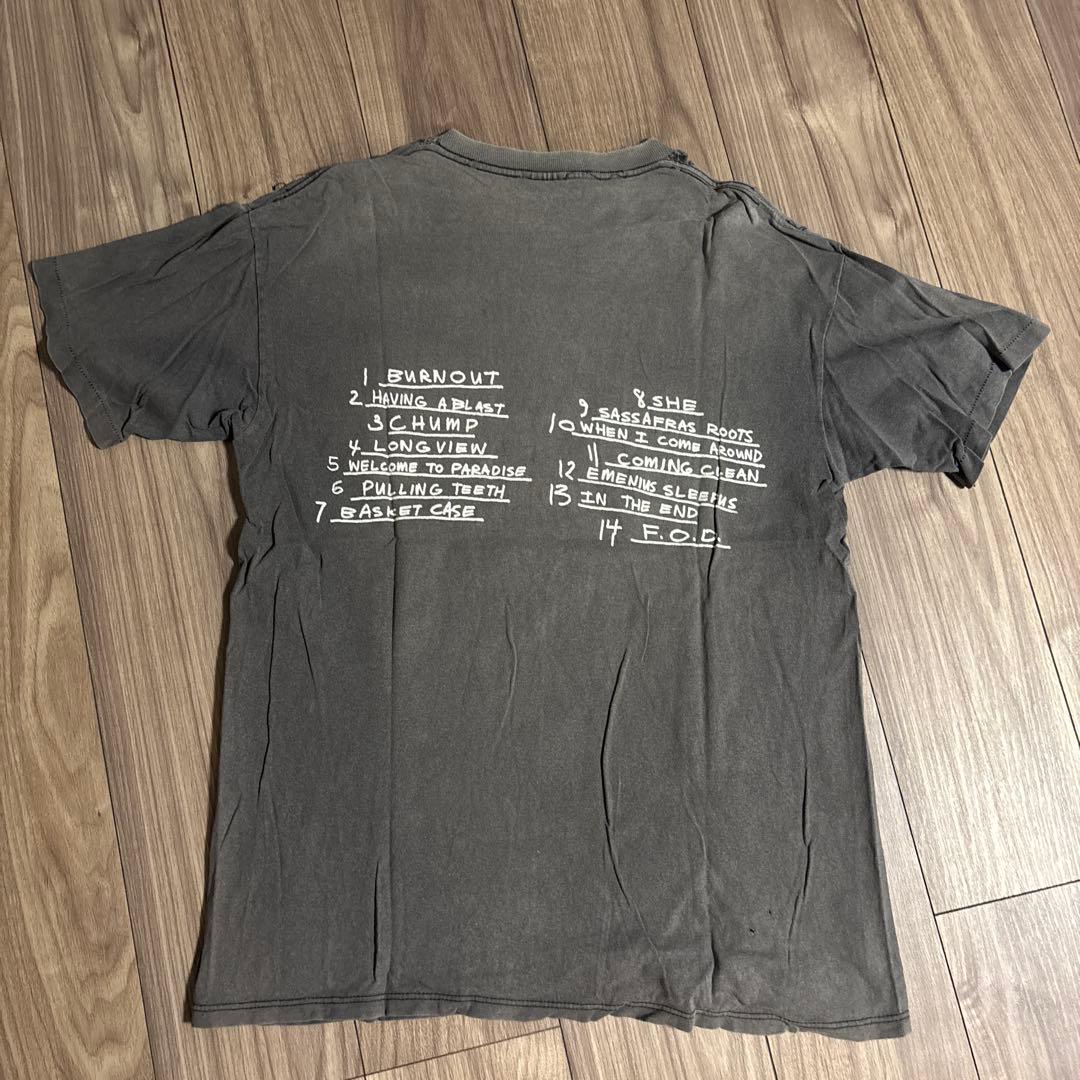 1 BURNOUT
2 HAVING A BLAST
3 CHUMP
4 LONGVIEW
5 WELCOME TO PARADISE
6 PULLING TEETH
7 BASKET CASE
8 SHE
9 SASSAFRAS ROOTS
10 WHEN I COME AROUND
11 COMING CLEAN
12 EMENIUS SLEEPUS
13 IN THE END
14 F.O.D.